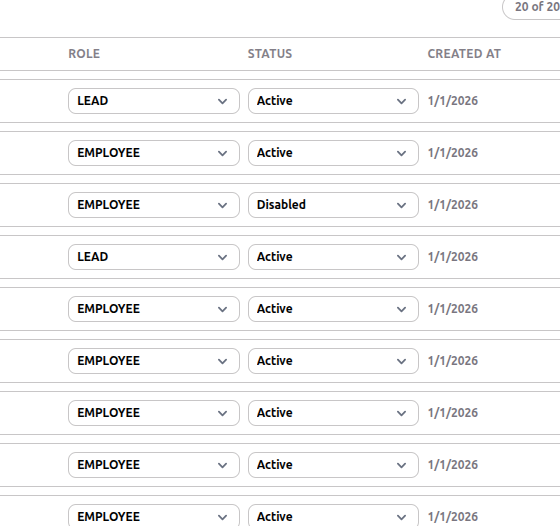 20 of 20
ROLE STATUS CREATED AT
LEAD Active 1/1/2026
EMPLOYEE Active 1/1/2026
EMPLOYEE Disabled 1/1/2026
LEAD Active 1/1/2026
EMPLOYEE Active 1/1/2026
EMPLOYEE Active 1/1/2026
EMPLOYEE Active 1/1/2026
EMPLOYEE Active 1/1/2026
EMPLOYEE Active 1/1/2026